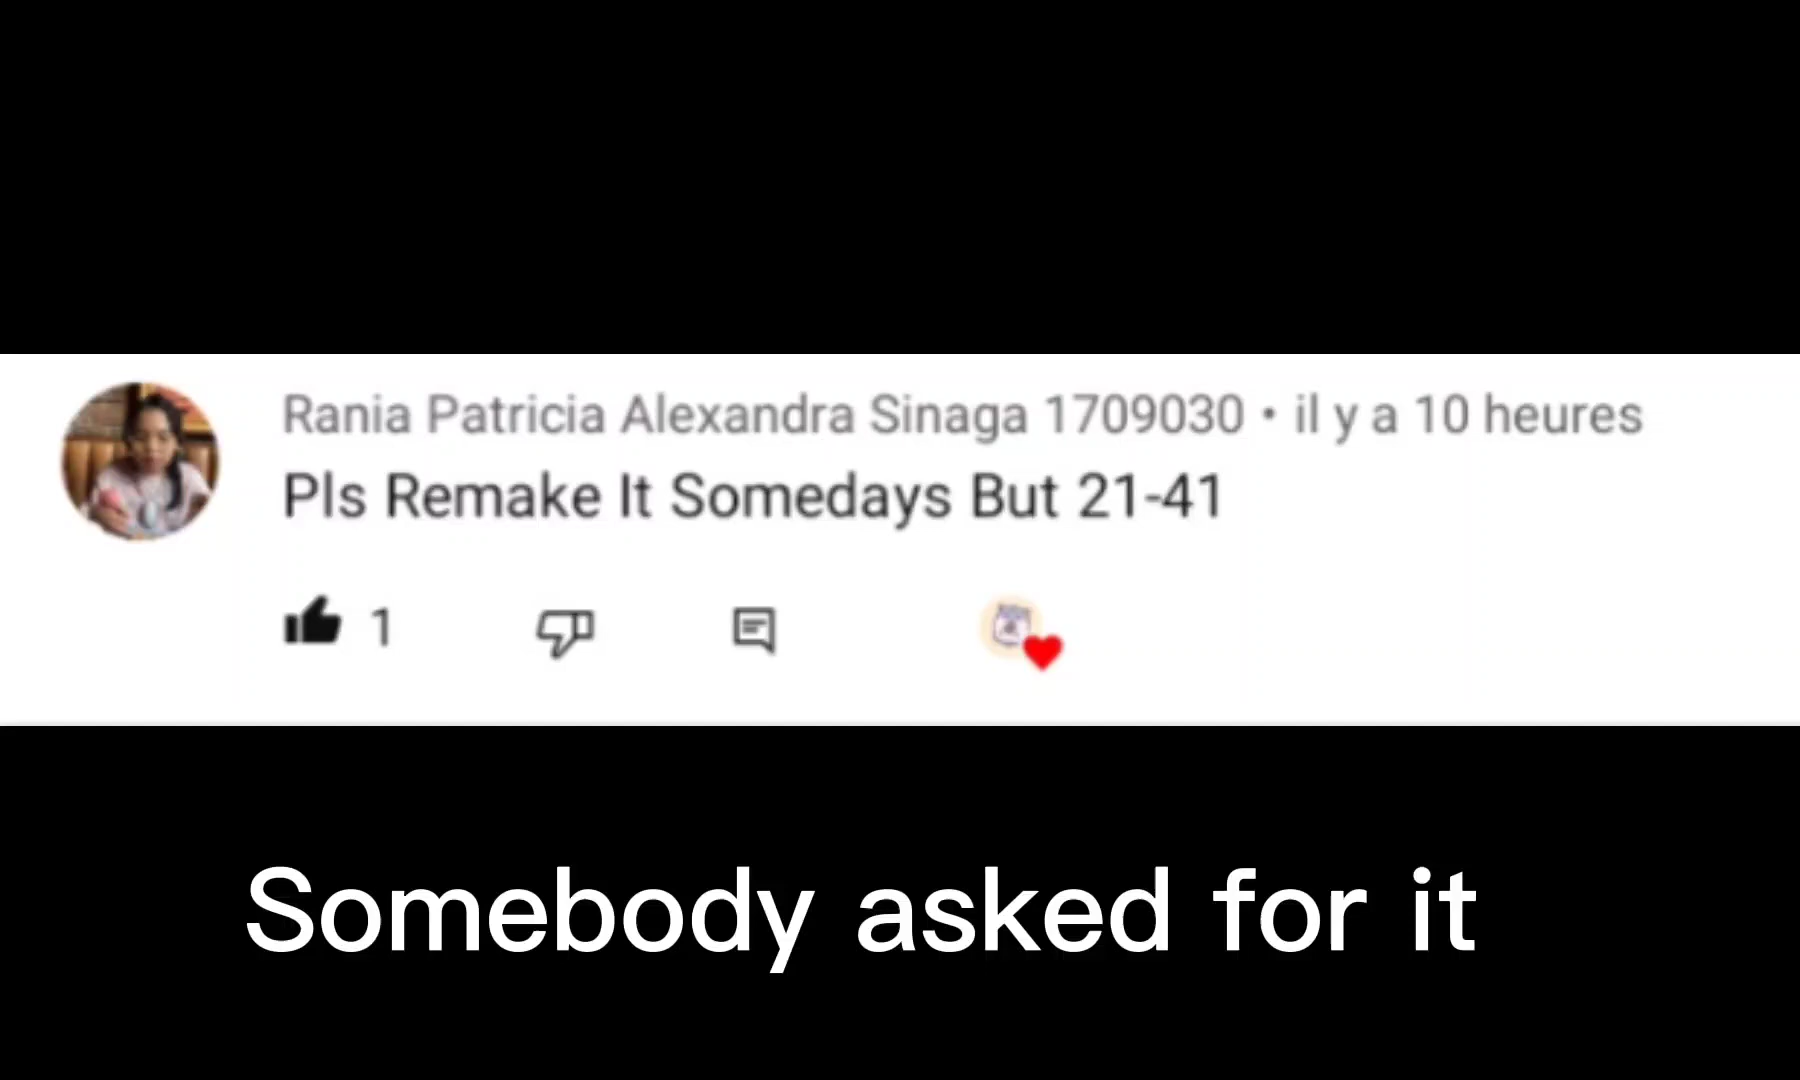 Rania Patricia Alexandra Sinaga 1709030 • il y a 10 heures
Pls Remake It Somedays But 21-41
1
Somebody asked for it